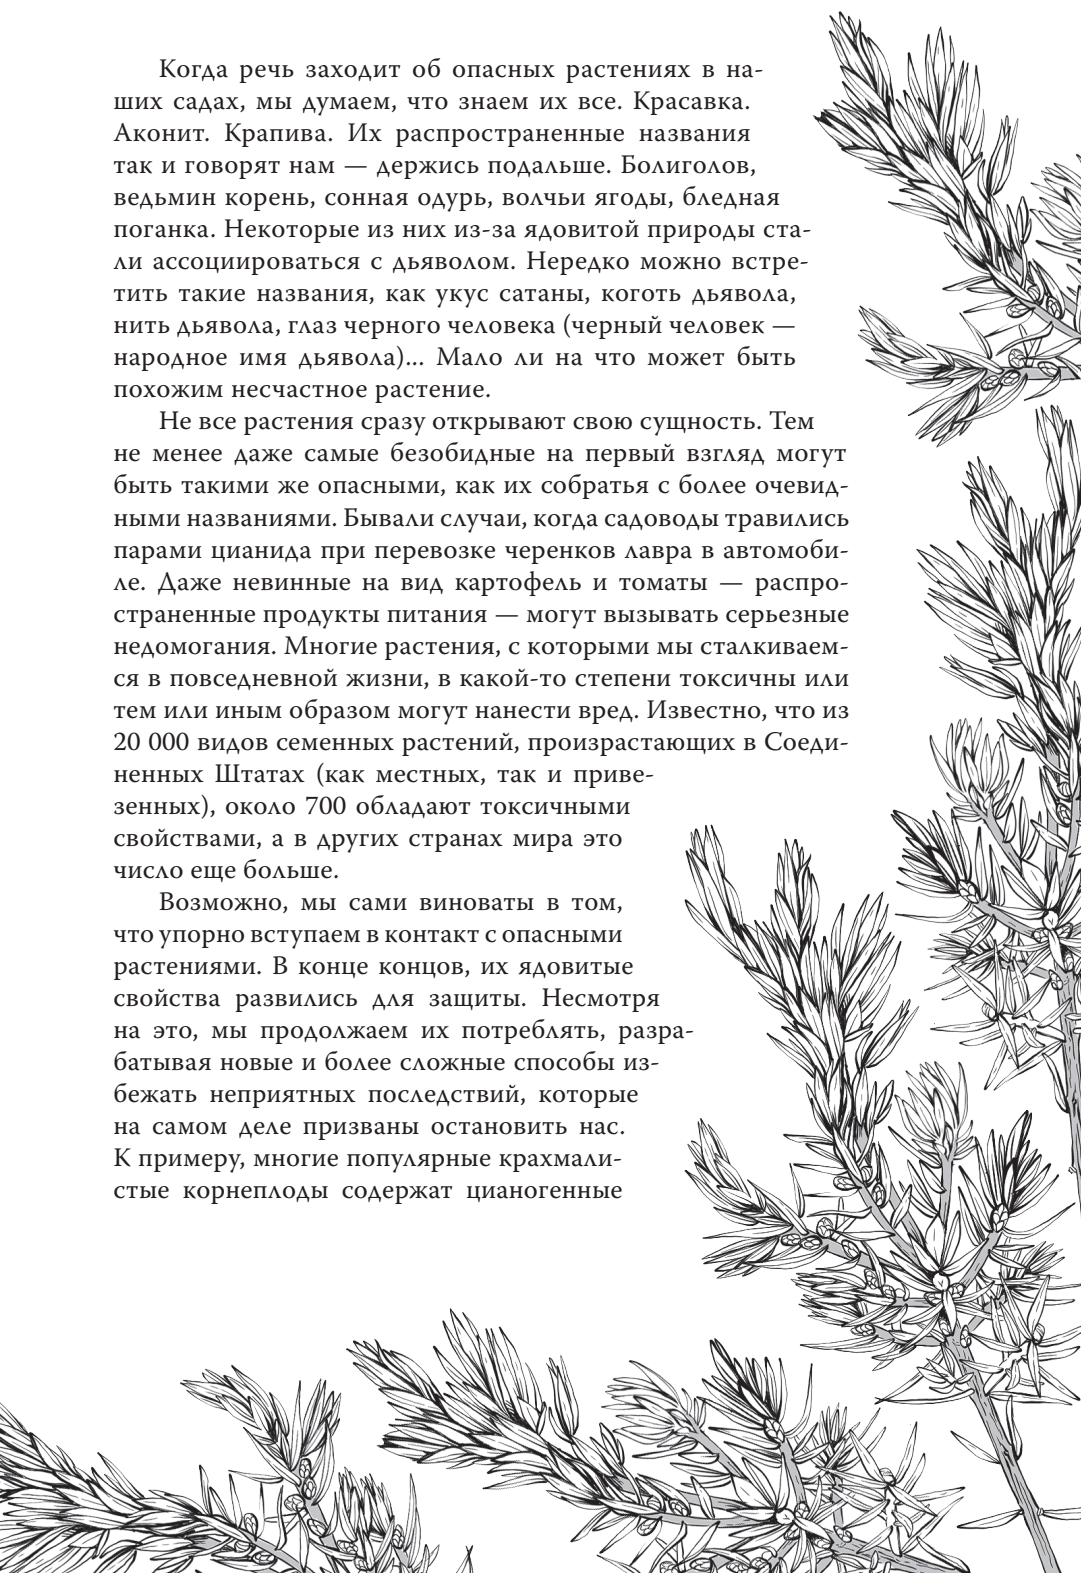 Когда речь заходит об опасных растениях в на-
ших садах, мы думаем, что знаем их все. Красавка.
Аконит. Крапива. Их распространенные названия
так и говорят нам — держись подальше. Болиголов,
ведьмин корень, сонная одурь, волчьи ягоды, бледная
поганка. Некоторые из них из-за ядовитой природы ста-
ли ассоциироваться с дьяволом. Нередко можно встре-
тить такие названия, как укус сатаны, коготь дьявола,
нить дьявола, глаз черного человека (черный человек —
народное имя дьявола)... Мало ли на что может быть
похожим несчастное растение.
Не все растения сразу открывают свою сущность. Тем
не менее даже самые безобидные на первый взгляд могут
быть такими же опасными, как их собратья с более очевид-
ными названиями. Бывали случаи, когда садоводы травились
парами цианида при перевозке черенков лавра в автомоби-
ле. Даже невинные на вид картофель и томаты — распро-
страненные продукты питания — могут вызывать серьезные
недомогания. Многие растения, с которыми мы сталкиваем-
ся в повседневной жизни, в какой-то степени токсичны или
тем или иным образом могут нанести вред. Известно, что из
20 000 видов семенных растений, произрастающих в Соеди-
ненных Штатах (как местных, так и приве-
зенных), около 700 обладают токсичными
свойствами, а в других странах мира это
число еще больше.
Возможно, мы сами виноваты в том,
что упорно вступаем в контакт с опасными
растениями. В конце концов, их ядовитые
свойства развились для защиты. Несмотря
на это, мы продолжаем их потреблять, разра-
батывая новые и более сложные способы из-
бежать неприятных последствий, которые
на самом деле призваны остановить нас.
К примеру, многие популярные крахмали-
стые корнеплоды содержат цианогенные